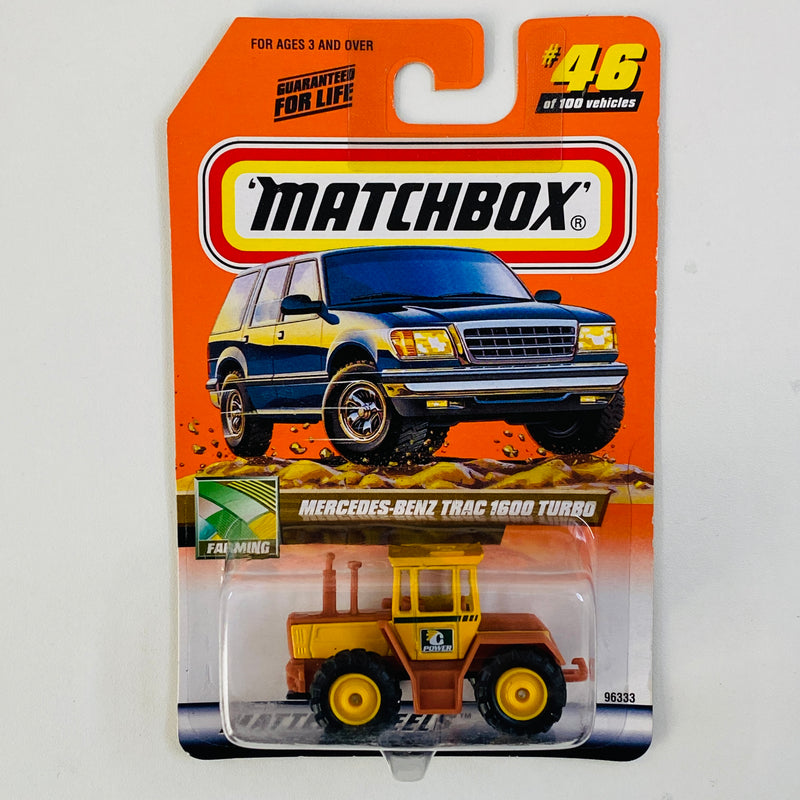 FOR AGES 3 AND OVER
GUARANTEED
FOR LIFE
#46
of 100 vehicles
'MATCHBOX'®
FARMING
MERCEDES-BENZ TRAC 1600 TURBO
POWER
96333